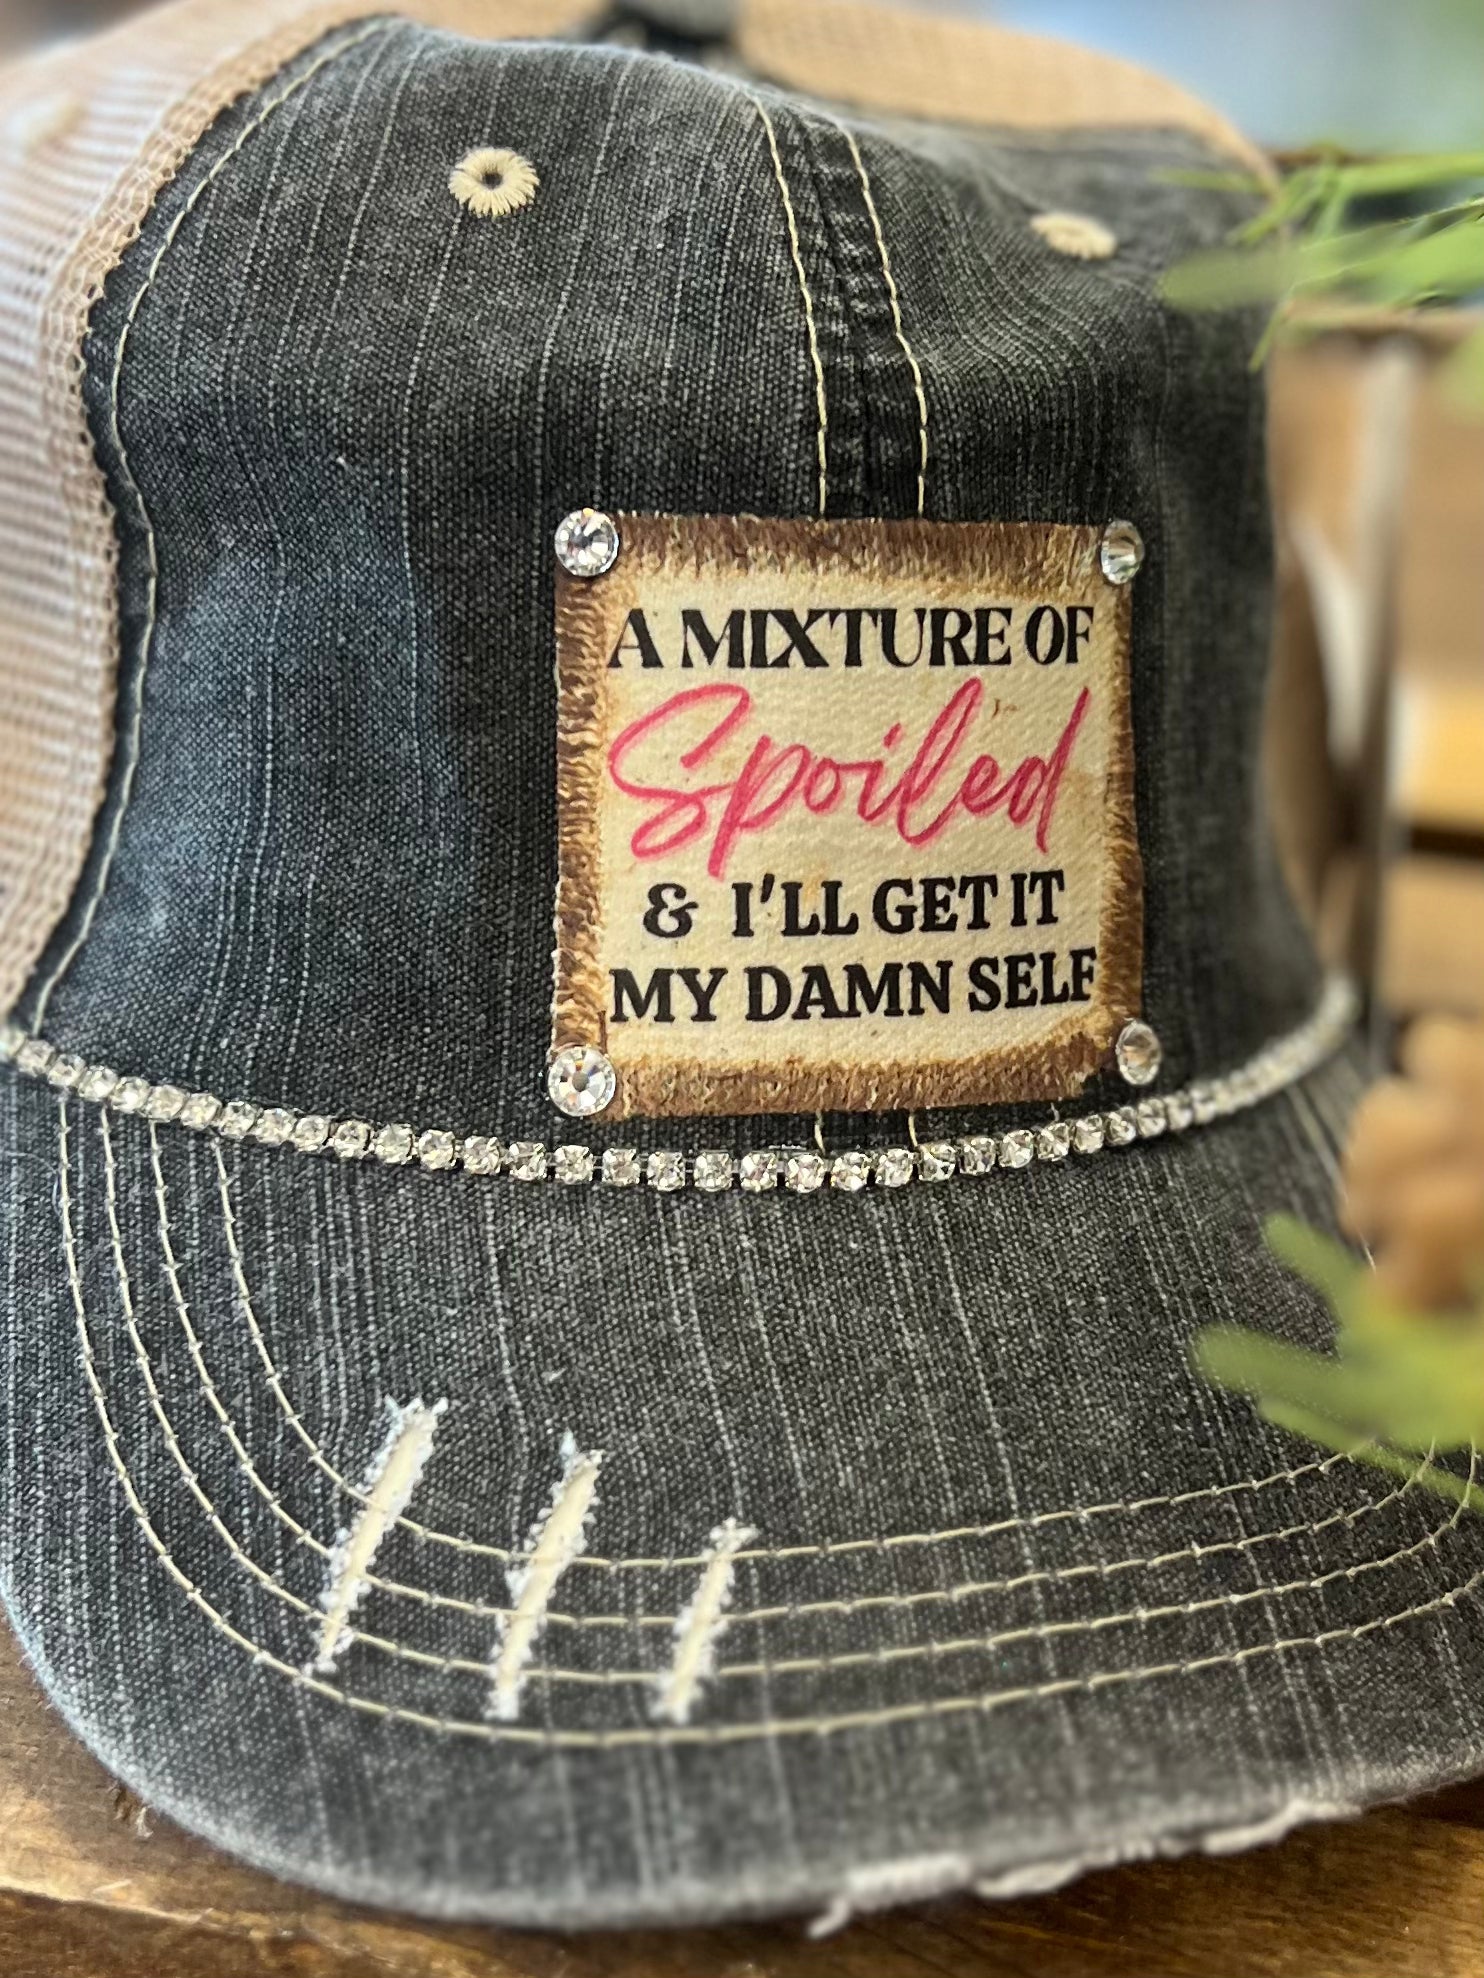 A MIXTURE OF
Spoiled
& I'LL GET IT
MY DAMN SELF